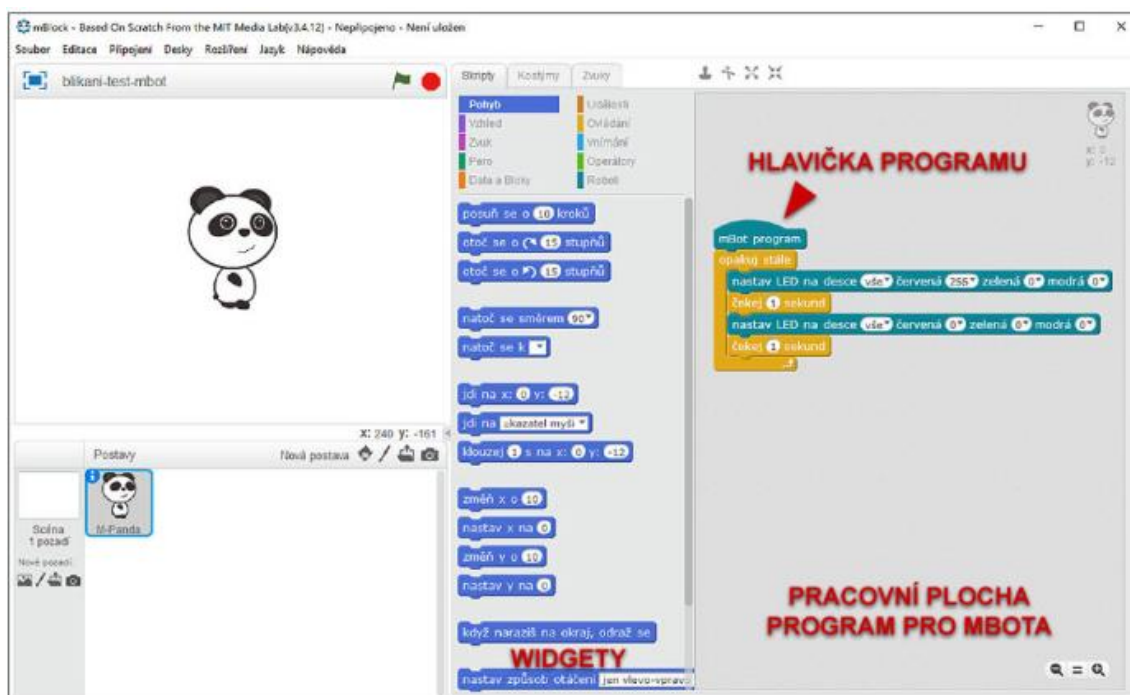 mBlock - Based On Scratch From the MIT Media Lab(v3.4.12) - Nepřipojeno - Není uložen
Soubor Editace Připojení Desky Rozšíření Jazyk Nápověda
blikani-test-mbot
x: 240 y: -161
Postavy
Nová postava
Scéna
1 pozadí
Nové pozadí:
M-Panda
Skripty Kostýmy Zvuky
Pohyb
Vzhled
Zvuk
Pero
Data a Bloky
Události
Ovládání
Vnímání
Operátory
Roboti
posuň se o 10 kroků
otoč se o 15 stupňů
otoč se o 15 stupňů
natoč se směrem 90
natoč se k
jdi na x: 0 y: -12
jdi na ukazatel myši
klouzej 1 s na x: 0 y: -12
změň x o 10
nastav x na 0
změň y o 10
nastav y na 0
když narazíš na okraj, odraž se
WIDGETY
nastav způsob otáčení jen vlevo-vpravo
x: 0
y: -12
HLAVIČKA PROGRAMU
mBot program
opakuj stále
nastav LED na desce vše červená 255 zelená 0 modrá 0
čekej 1 sekund
nastav LED na desce vše červená 0 zelená 0 modrá 0
čekej 1 sekund
PRACOVNÍ PLOCHA
PROGRAM PRO MBOTA